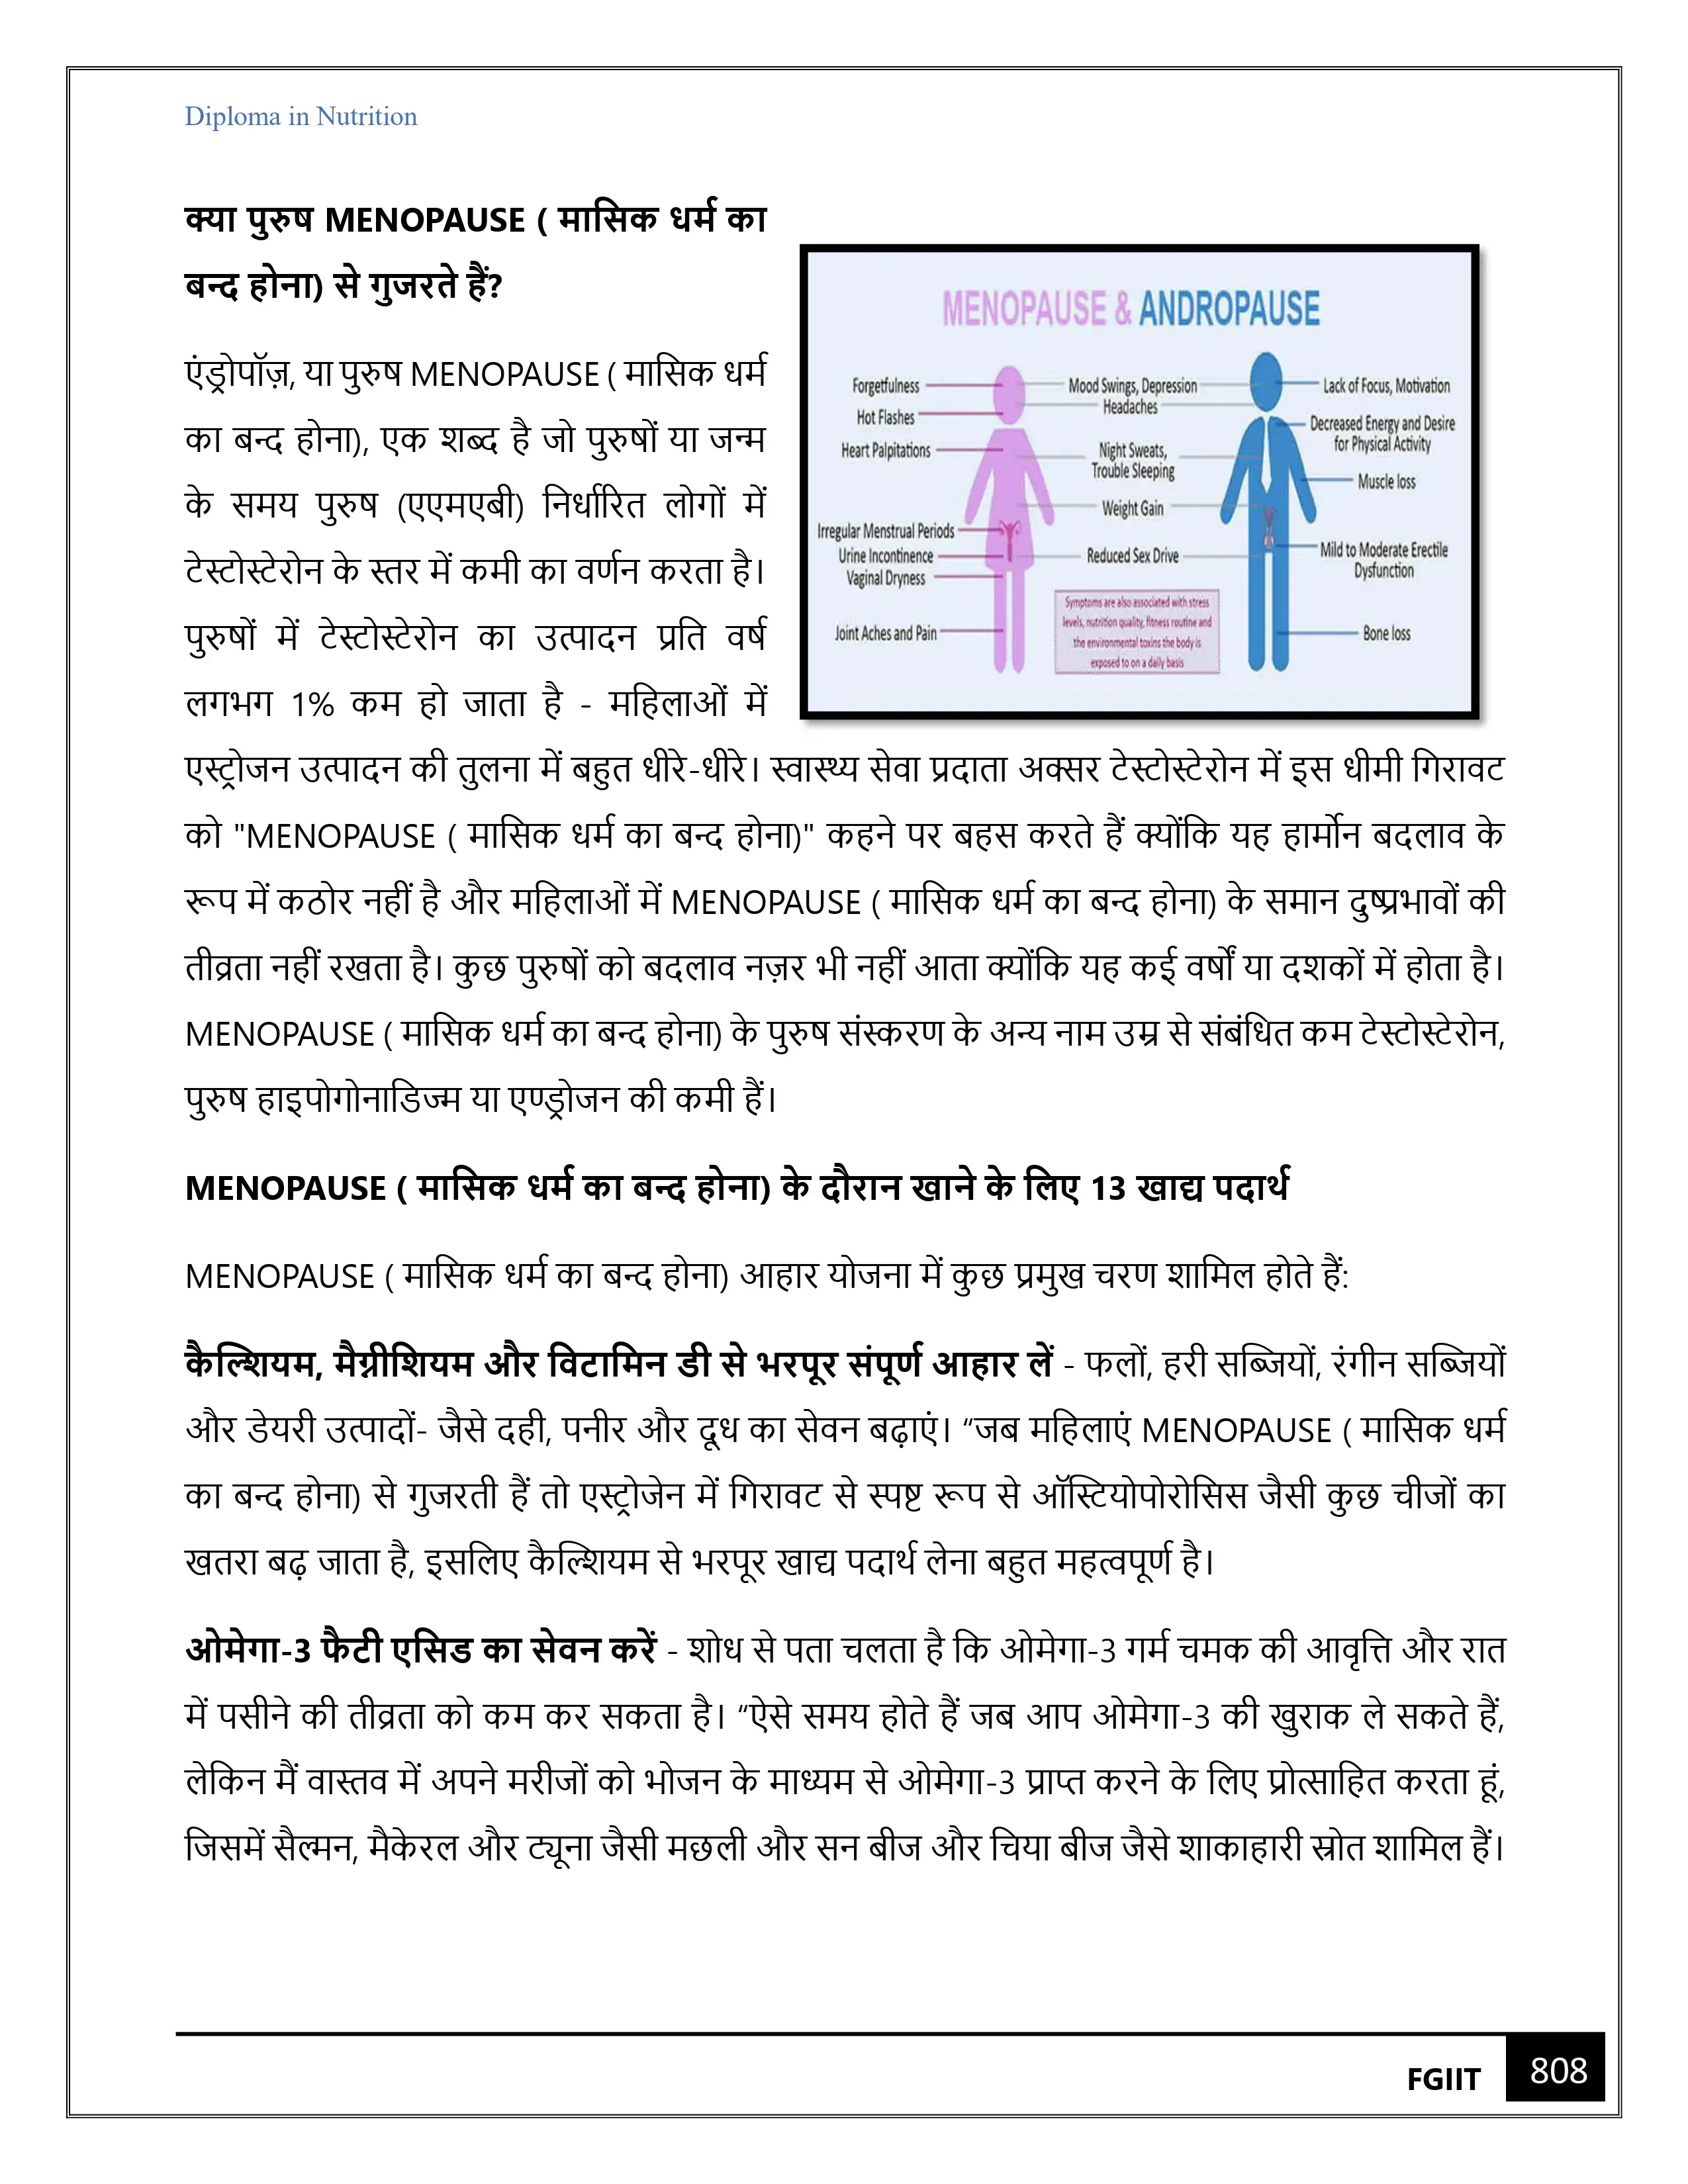 Diploma in Nutrition
क्या पुरुष MENOPAUSE ( मासिक धर्म का
बन्द होना) से गुजरते हैं?
एंड्रोपॉज़, या पुरुष MENOPAUSE ( मासिक धर्म
का बन्द होना), एक शब्द है जो पुरुषों या जन्म
के समय पुरुष (एएमएबी) निर्धारित लोगों में
टेस्टोस्टेरोन के स्तर में कमी का वर्णन करता है।
पुरुषों में टेस्टोस्टेरोन का उत्पादन प्रति वर्ष
लगभग 1% कम हो जाता है - महिलाओं में
MENOPAUSE & ANDROPAUSE
Forgetfulness
Hot Flashes
Heart Palpitations
Irregular Menstrual Periods
Urine Incontinence
Vaginal Dryness
Joint Aches and Pain
Mood Swings, Depression
Headaches
Night Sweats,
Trouble Sleeping
Weight Gain
Reduced Sex Drive
Symptoms are also associated with stress
levels, nutrition quality, fitness routine and
the environmental toxins the body is
exposed to on a daily basis
Lack of Focus, Motivation
Decreased Energy and Desire
for Physical Activity
Muscle loss
Mild to Moderate Erectile
Dysfunction
Bone loss
एस्ट्रोजन उत्पादन की तुलना में बहुत धीरे-धीरे। स्वास्थ्य सेवा प्रदाता अक्सर टेस्टोस्टेरोन में इस धीमी गिरावट
को "MENOPAUSE ( मासिक धर्म का बन्द होना)" कहने पर बहस करते हैं क्योंकि यह हार्मोन बदलाव के
रूप में कठोर नहीं है और महिलाओं में MENOPAUSE ( मासिक धर्म का बन्द होना) के समान दुष्प्रभावों की
तीव्रता नहीं रखता है। कुछ पुरुषों को बदलाव नज़र भी नहीं आता क्योंकि यह कई वर्षों या दशकों में होता है।
MENOPAUSE ( मासिक धर्म का बन्द होना) के पुरुष संस्करण के अन्य नाम उम्र से संबंधित कम टेस्टोस्टेरोन,
पुरुष हाइपोगोनाडिज्म या एण्ड्रोजन की कमी हैं।
MENOPAUSE ( मासिक धर्म का बन्द होना) के दौरान खाने के लिए 13 खाद्य पदार्थ
MENOPAUSE ( मासिक धर्म का बन्द होना) आहार योजना में कुछ प्रमुख चरण शामिल होते हैं:
कैल्शियम, मैग्नीशियम और विटामिन डी से भरपूर संपूर्ण आहार लें - फलों, हरी सब्जियों, रंगीन सब्जियों
और डेयरी उत्पादों- जैसे दही, पनीर और दूध का सेवन बढ़ाएं। “जब महिलाएं MENOPAUSE ( मासिक धर्म
का बन्द होना) से गुजरती हैं तो एस्ट्रोजेन में गिरावट से स्पष्ट रूप से ऑस्टियोपोरोसिस जैसी कुछ चीजों का
खतरा बढ़ जाता है, इसलिए कैल्शियम से भरपूर खाद्य पदार्थ लेना बहुत महत्वपूर्ण है।
ओमेगा-3 फैटी एसिड का सेवन करें - शोध से पता चलता है कि ओमेगा-3 गर्म चमक की आवृत्ति और रात
में पसीने की तीव्रता को कम कर सकता है। “ऐसे समय होते हैं जब आप ओमेगा-3 की खुराक ले सकते हैं,
लेकिन मैं वास्तव में अपने मरीजों को भोजन के माध्यम से ओमेगा-3 प्राप्त करने के लिए प्रोत्साहित करता हूं,
जिसमें सैल्मन, मैकेरल और ट्यूना जैसी मछली और सन बीज और चिया बीज जैसे शाकाहारी स्रोत शामिल हैं।
FGIIT 808